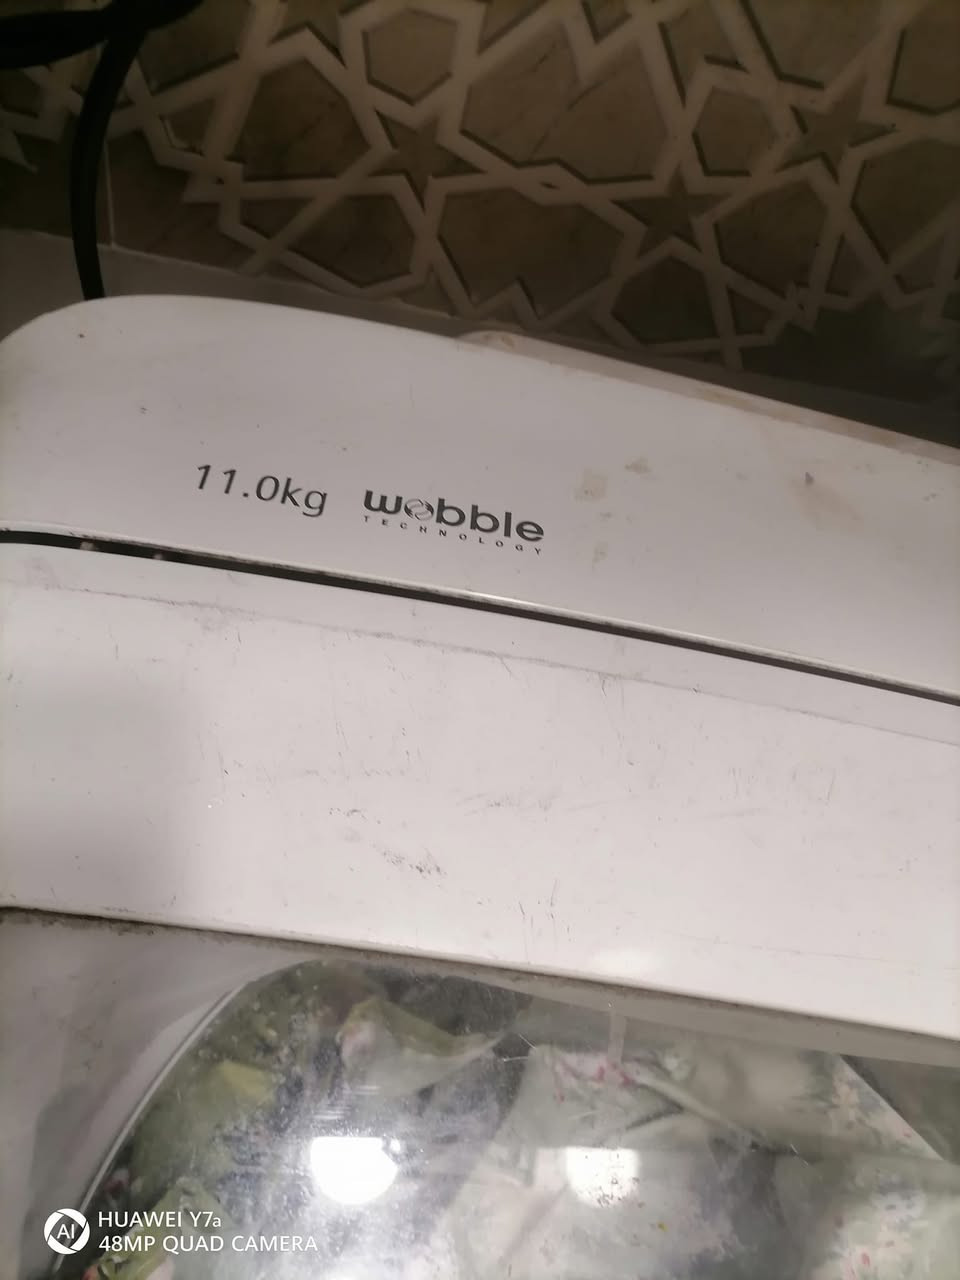 11.0kg wobble
TECHNOLOGY
HUAWEI Y7a
48MP QUAD CAMERA